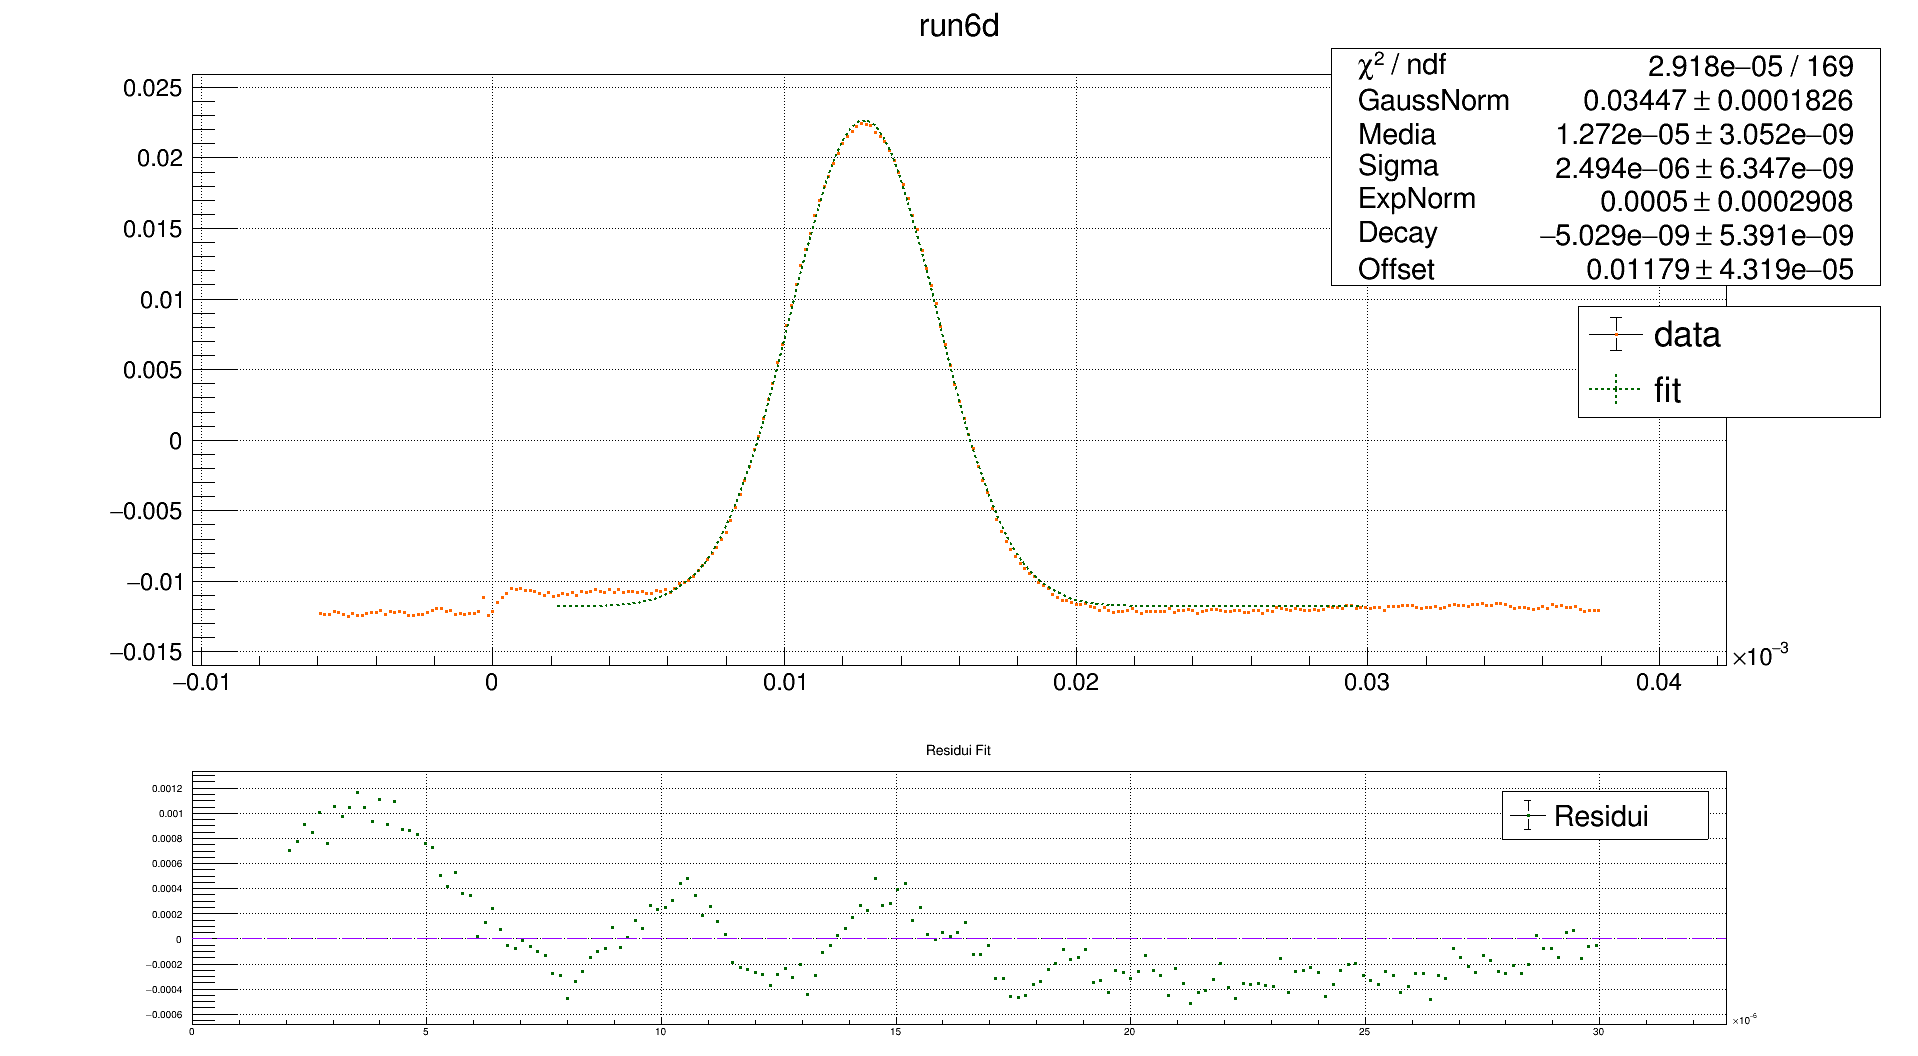 run6d
χ² / ndf 2.918e−05 / 169
GaussNorm 0.03447 ± 0.0001826
Media 1.272e−05 ± 3.052e−09
Sigma 2.494e−06 ± 6.347e−09
ExpNorm 0.0005 ± 0.0002908
Decay −5.029e−09 ± 5.391e−09
Offset 0.01179 ± 4.319e−05
data
fit
0.025
0.02
0.015
0.01
0.005
0
−0.005
−0.01
−0.015
−0.01 0 0.01 0.02 0.03 0.04
×10⁻³
Residui Fit
Residui
0.0012
0.001
0.0008
0.0006
0.0004
0.0002
0
−0.0002
−0.0004
−0.0006
0 5 10 15 20 25 30
×10⁻⁶